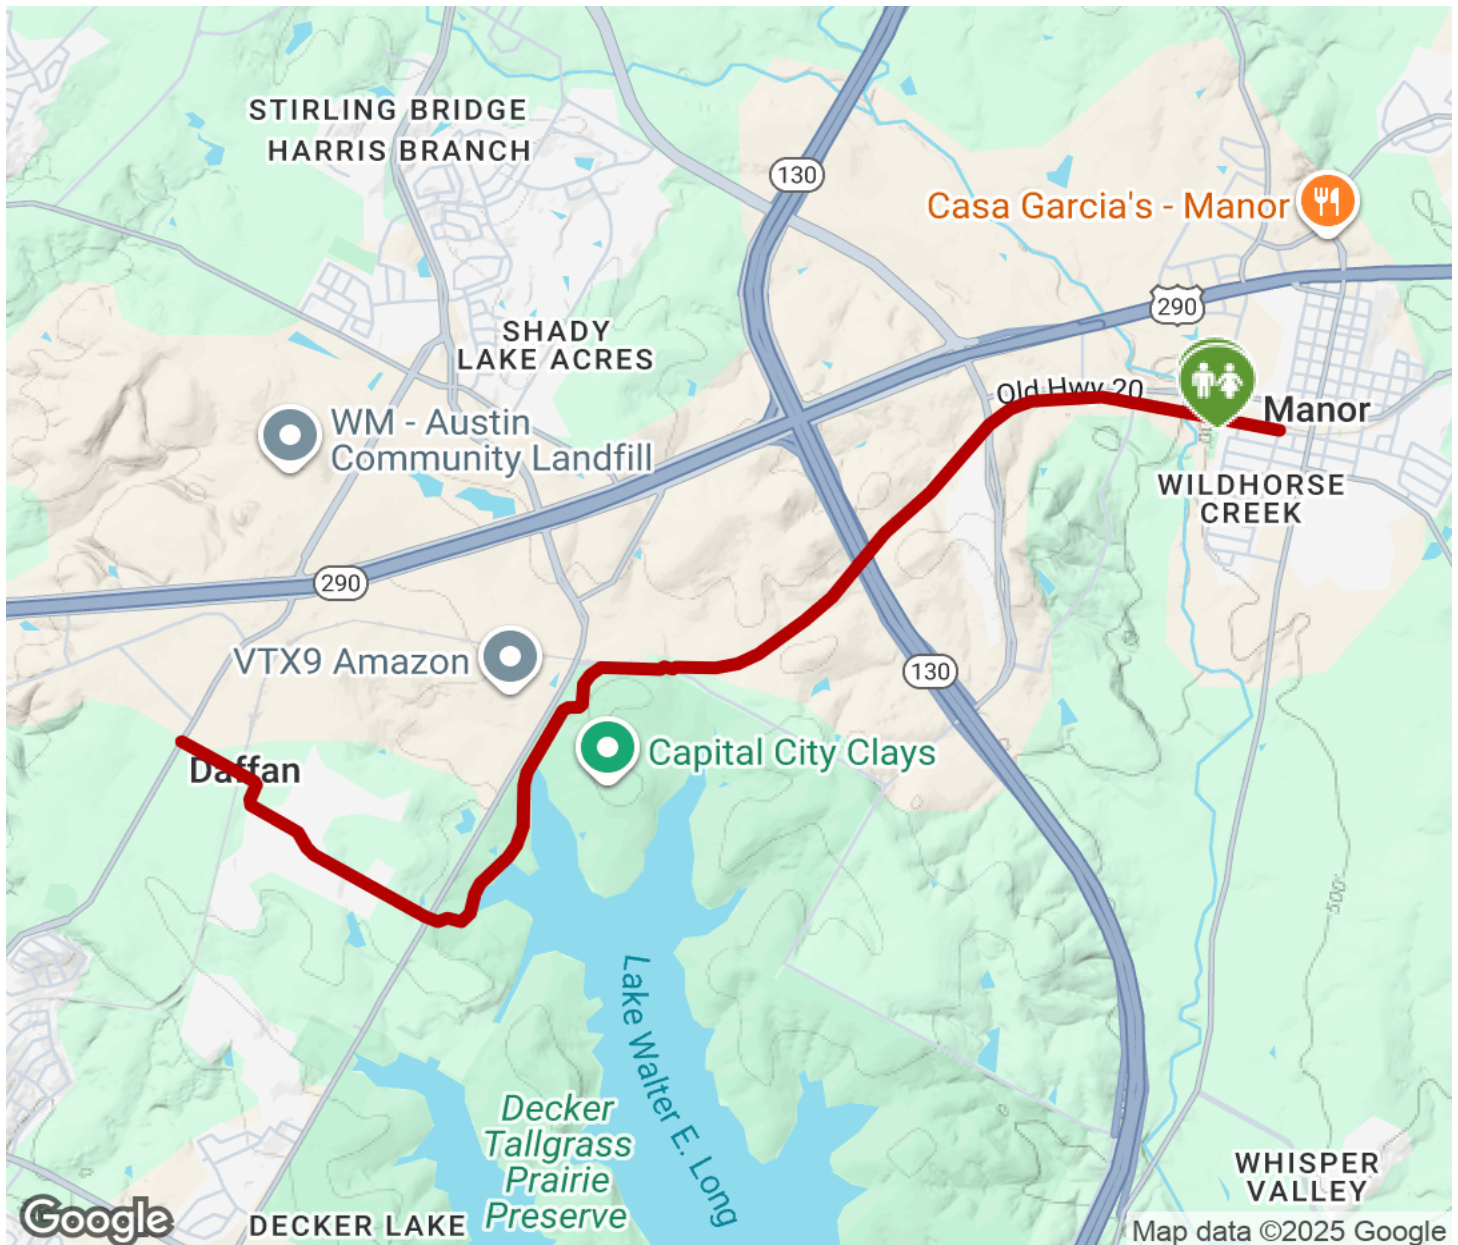 STIRLING BRIDGE
HARRIS BRANCH
130
Casa Garcia's - Manor
290
SHADY
LAKE ACRES
Old Hwy 20
Manor
WM - Austin
Community Landfill
WILDHORSE
CREEK
290
VTX9 Amazon
130
Capital City Clays
Daffan
500'
Lake Walter E. Long
Decker
Tallgrass
Prairie
Preserve
WHISPER
VALLEY
DECKER LAKE
Google
Map data ©2025 Google